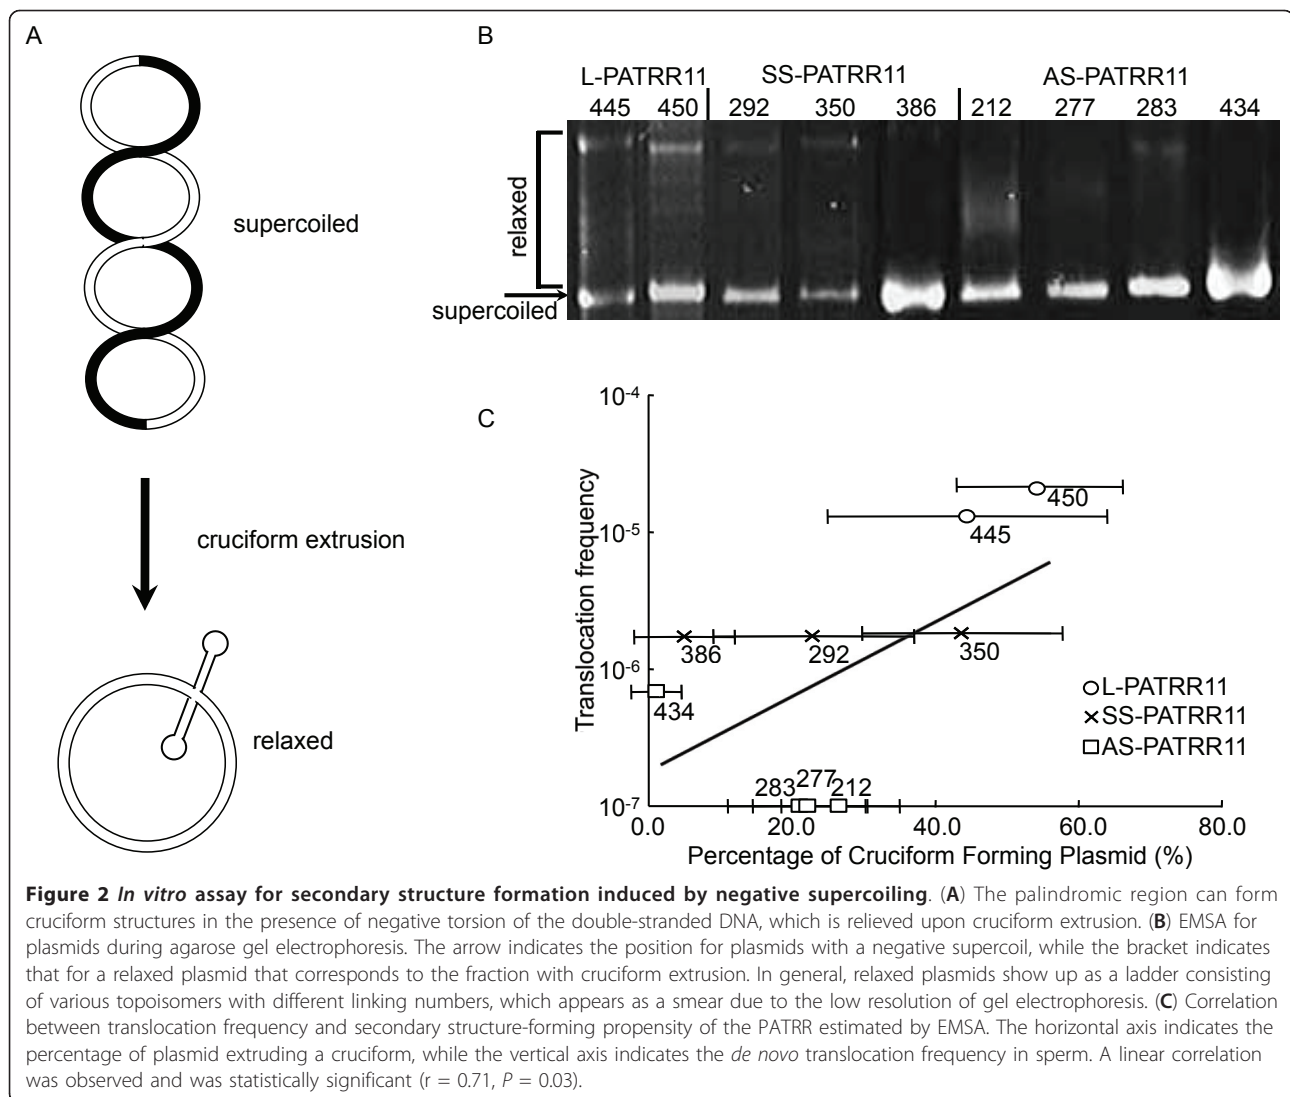 A
supercoiled
cruciform extrusion
relaxed
B
L-PATRR11 SS-PATRR11 AS-PATRR11
445 450 292 350 386 212 277 283 434
relaxed
supercoiled
C
Translocation frequency
10-4
10-5
10-6
10-7
450
445
386
292
350
434
283
277
212
L-PATRR11
SS-PATRR11
AS-PATRR11
0.0 20.0 40.0 60.0 80.0
Percentage of Cruciform Forming Plasmid (%)
Figure 2 In vitro assay for secondary structure formation induced by negative supercoiling. (A) The palindromic region can form
cruciform structures in the presence of negative torsion of the double-stranded DNA, which is relieved upon cruciform extrusion. (B) EMSA for
plasmids during agarose gel electrophoresis. The arrow indicates the position for plasmids with a negative supercoil, while the bracket indicates
that for a relaxed plasmid that corresponds to the fraction with cruciform extrusion. In general, relaxed plasmids show up as a ladder consisting
of various topoisomers with different linking numbers, which appears as a smear due to the low resolution of gel electrophoresis. (C) Correlation
between translocation frequency and secondary structure-forming propensity of the PATRR estimated by EMSA. The horizontal axis indicates the
percentage of plasmid extruding a cruciform, while the vertical axis indicates the de novo translocation frequency in sperm. A linear correlation
was observed and was statistically significant (r = 0.71, P = 0.03).